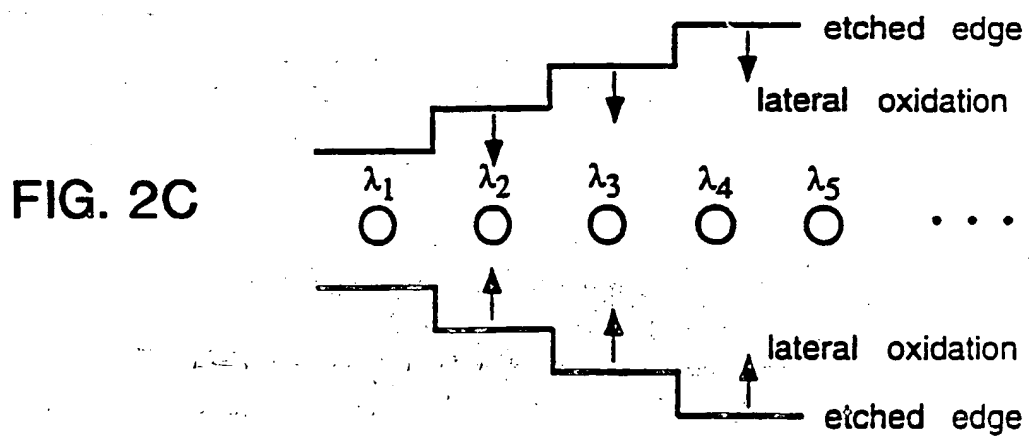 etched edge
lateral oxidation
FIG. 2C
λ1 λ2 λ3 λ4 λ5 . . .
lateral oxidation
etched edge